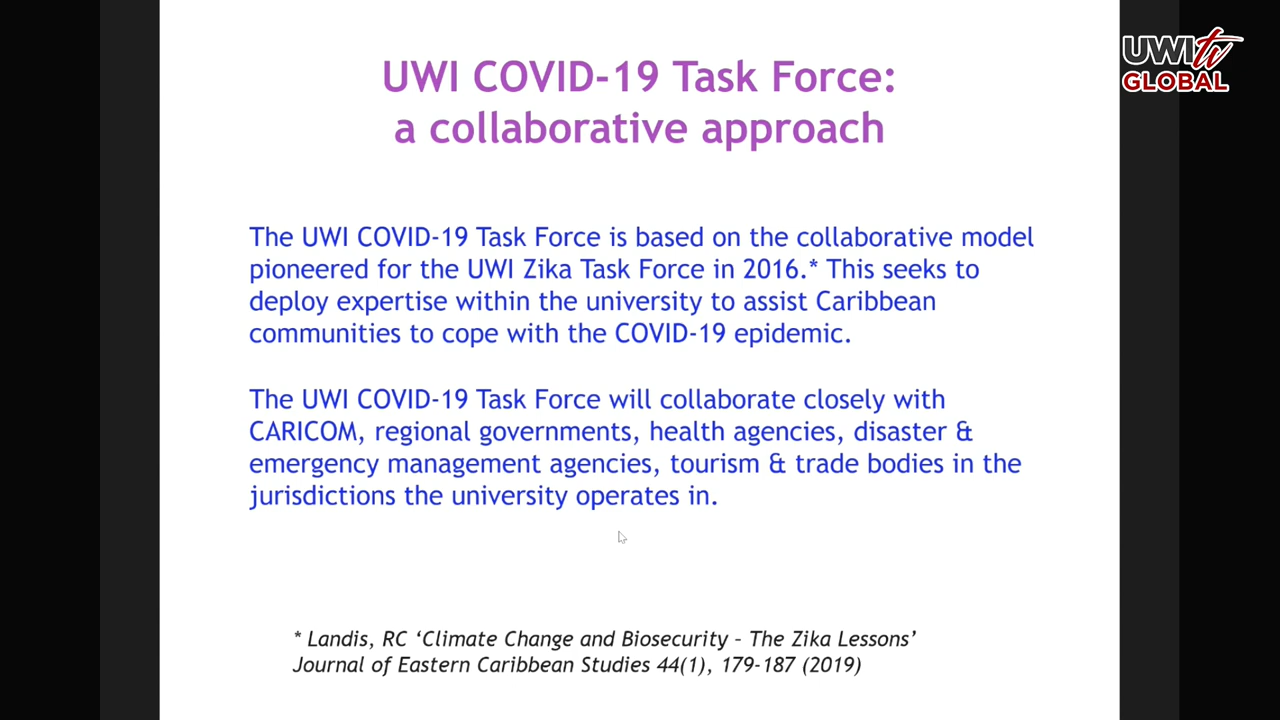 UWI tv
GLOBAL
UWI COVID-19 Task Force:
a collaborative approach
The UWI COVID-19 Task Force is based on the collaborative model
pioneered for the UWI Zika Task Force in 2016.* This seeks to
deploy expertise within the university to assist Caribbean
communities to cope with the COVID-19 epidemic.
The UWI COVID-19 Task Force will collaborate closely with
CARICOM, regional governments, health agencies, disaster &
emergency management agencies, tourism & trade bodies in the
jurisdictions the university operates in.
* Landis, RC ‘Climate Change and Biosecurity – The Zika Lessons’
Journal of Eastern Caribbean Studies 44(1), 179-187 (2019)